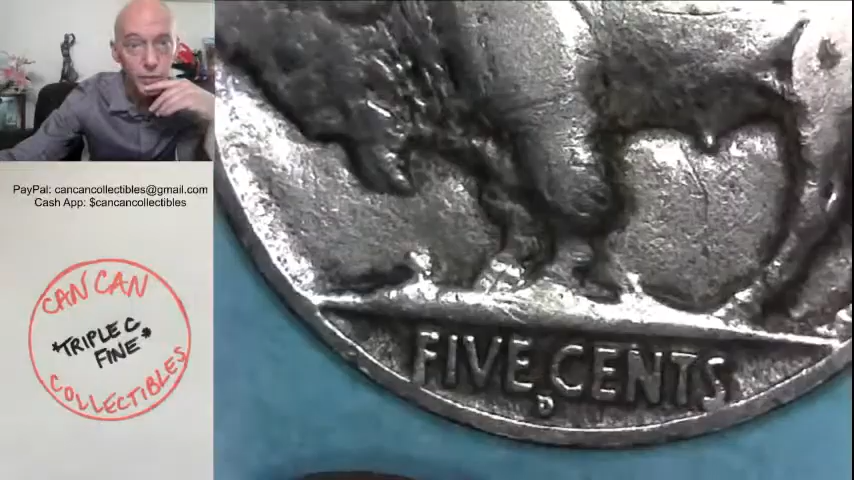 PayPal: cancancollectibles@gmail.com
Cash App: $cancancollectibles
CAN CAN
*TRIPLE C
FINE*
COLLECTIBLES
FIVE CENTS
D